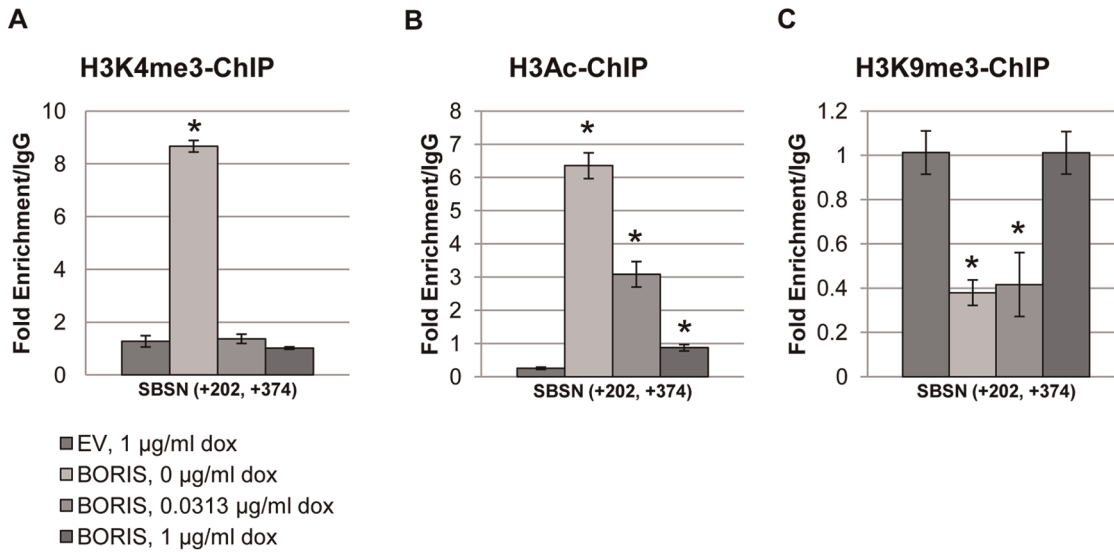 A
B
C
H3K4me3-ChIP
H3Ac-ChIP
H3K9me3-ChIP
Fold Enrichment/IgG
10
8
6
4
2
0
*
SBSN (+202, +374)
Fold Enrichment/IgG
8
7
6
5
4
3
2
1
0
*
*
*
SBSN (+202, +374)
Fold Enrichment/IgG
1.2
1
0.8
0.6
0.4
0.2
0
*
*
SBSN (+202, +374)
EV, 1 µg/ml dox
BORIS, 0 µg/ml dox
BORIS, 0.0313 µg/ml dox
BORIS, 1 µg/ml dox